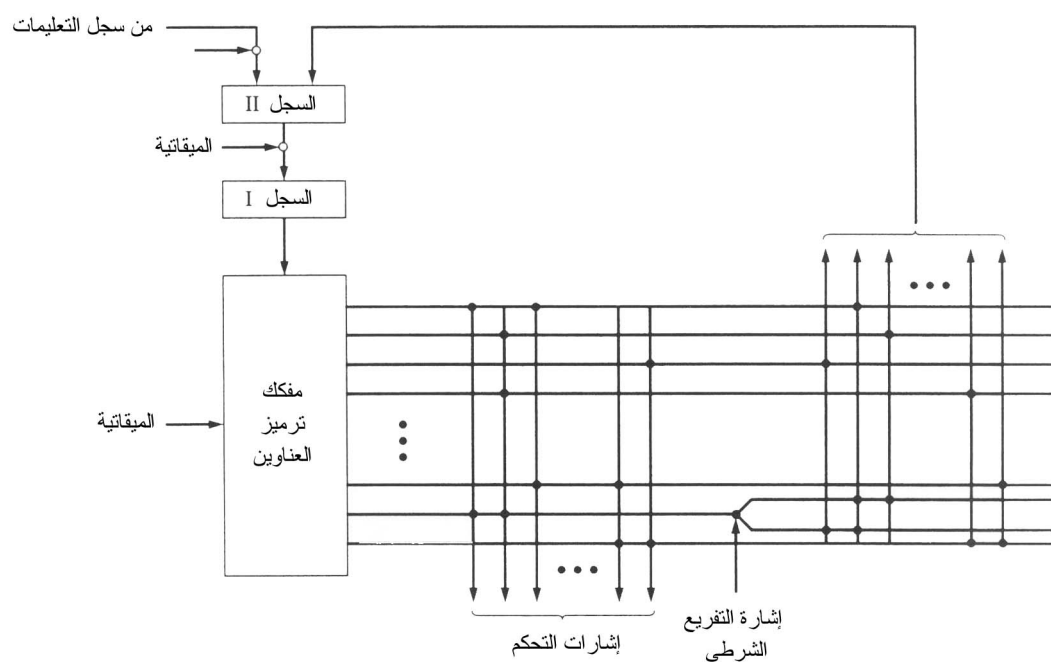 من سجل التعليمات
السجل II
الميقاتية
السجل I
مفكك
ترميز
العناوين
الميقاتية
إشارة التفريع
الشرطي
إشارات التحكم